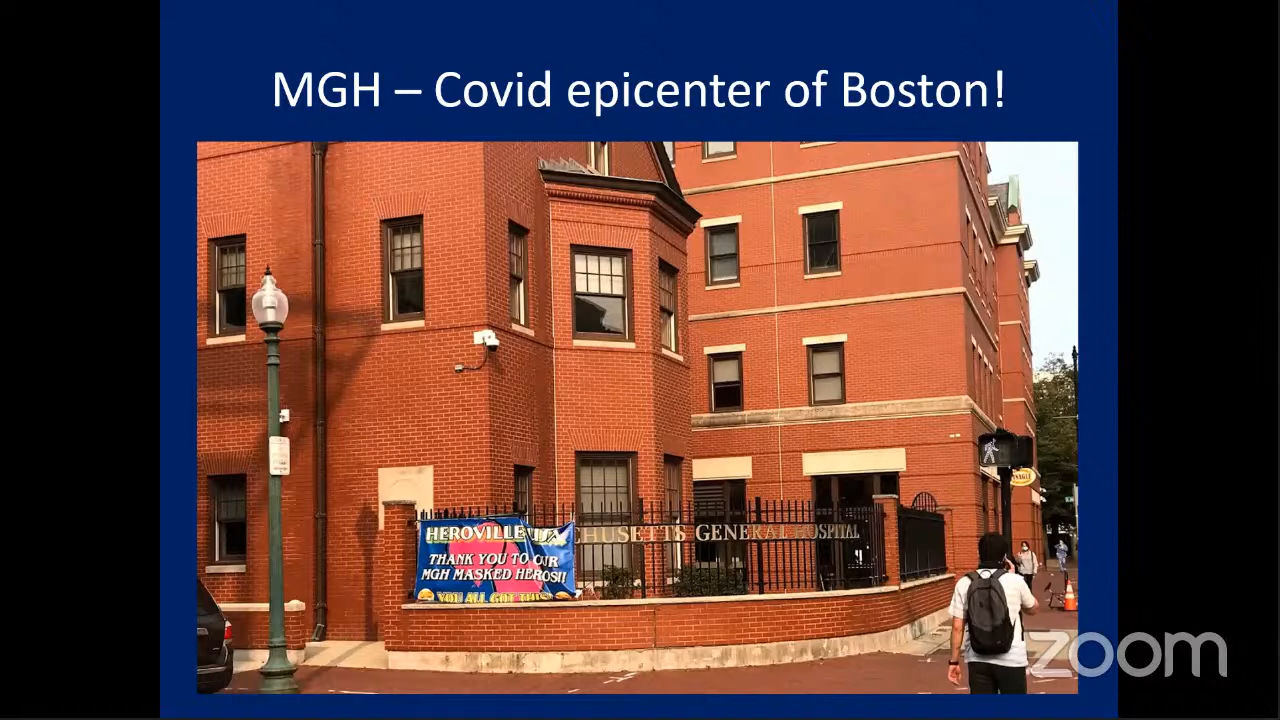 MGH – Covid epicenter of Boston!
HEROVILLE
CHUSETTS GENERAL HOSPITAL
THANK YOU TO OUR
MGH MASKED HEROS!!
YOU ALL GOT THIS!
zoom